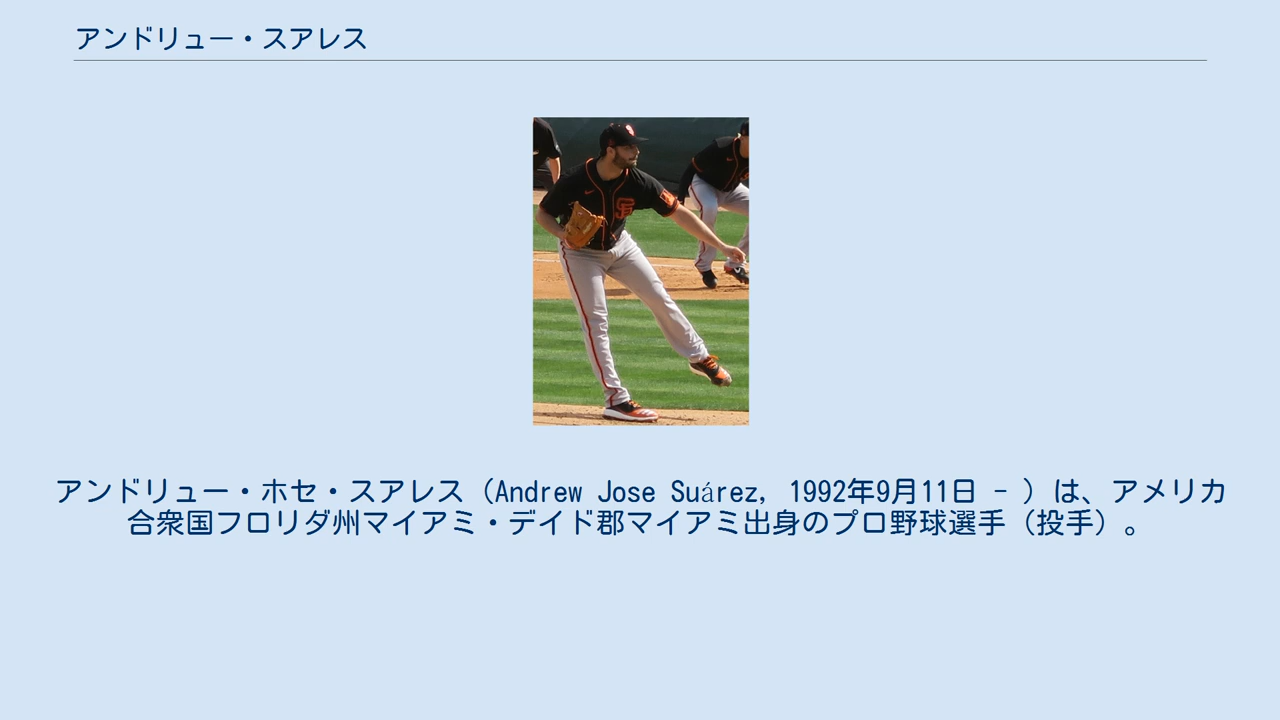 アンドリュー・スアレス
SF
アンドリュー・ホセ・スアレス（Andrew Jose Suárez, 1992年9月11日 - ）は、アメリカ
合衆国フロリダ州マイアミ・デイド郡マイアミ出身のプロ野球選手（投手）。